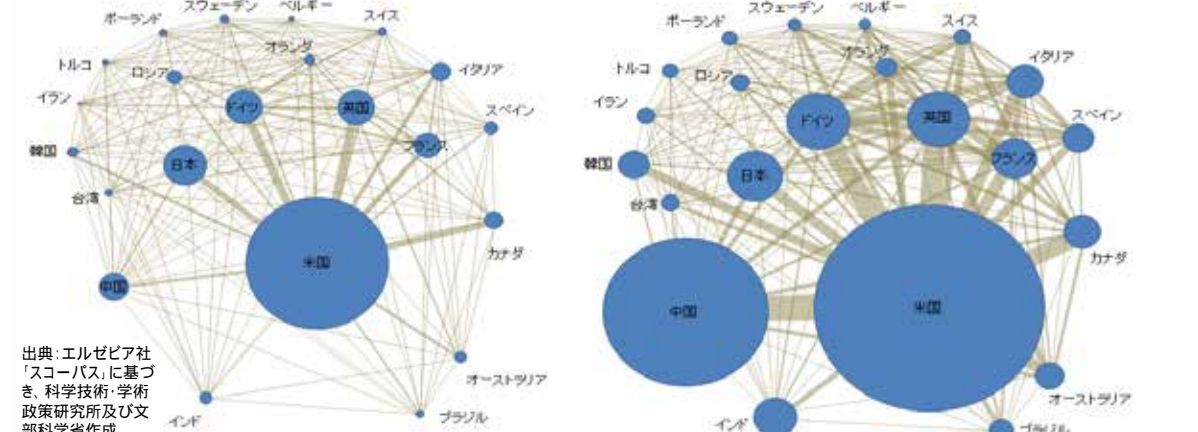 スウェーデン
ベルギー
ポーランド
スイス
オランダ
トルコ
ロシア
イタリア
イラン
ドイツ
英国
スペイン
韓国
日本
フランス
台湾
カナダ
米国
中国
オーストラリア
インド
ブラジル
出典:エルゼビア社
「スコーパス」に基づ
き、科学技術・学術
政策研究所及び文
部科学省作成
スウェーデン
ベルギー
ポーランド
スイス
オランダ
トルコ
ロシア
イタリア
イラン
ドイツ
英国
スペイン
韓国
日本
フランス
台湾
カナダ
中国
米国
オーストラリア
インド
ブラジル